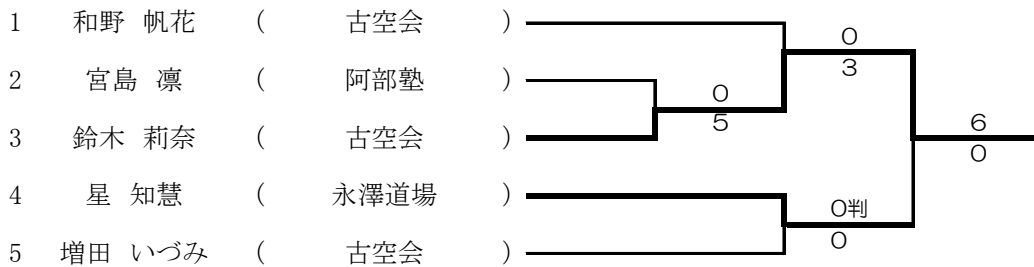 1 和野 帆花 ( 古空会 )
0
3
2 宮島 凛 ( 阿部塾 )
0
5
3 鈴木 莉奈 ( 古空会 )
6
0
4 星 知慧 ( 永澤道場 )
0判
0
5 増田 いづみ ( 古空会 )